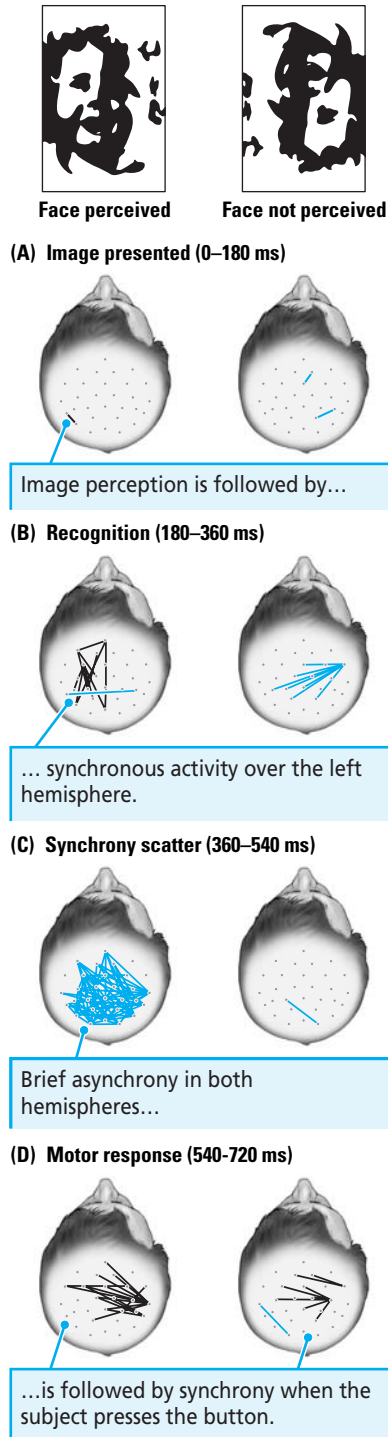 Face perceived
Face not perceived
(A) Image presented (0–180 ms)
Image perception is followed by…
(B) Recognition (180–360 ms)
… synchronous activity over the left
hemisphere.
(C) Synchrony scatter (360–540 ms)
Brief asynchrony in both
hemispheres…
(D) Motor response (540-720 ms)
…is followed by synchrony when the
subject presses the button.